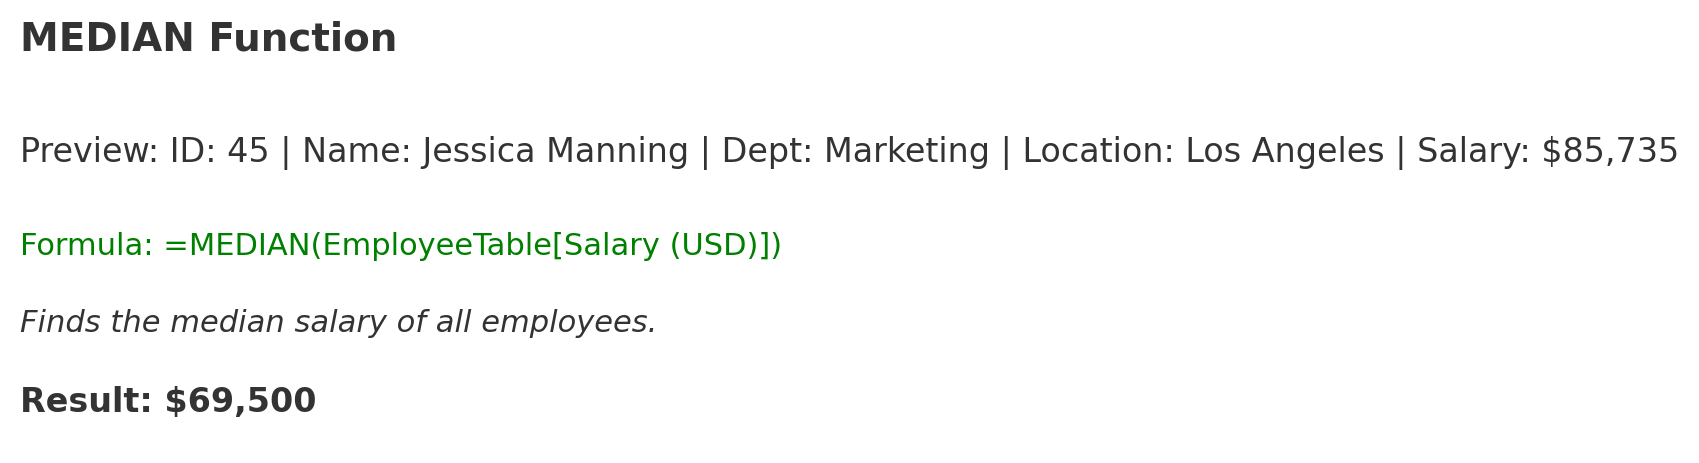 MEDIAN Function
Preview: ID: 45 | Name: Jessica Manning | Dept: Marketing | Location: Los Angeles | Salary: $85,735
Formula: =MEDIAN(EmployeeTable[Salary (USD)])
Finds the median salary of all employees.
Result: $69,500